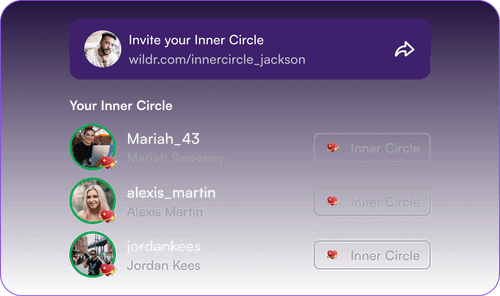 Invite your Inner Circle
wildr.com/innercircle_jackson
Your Inner Circle
Mariah_43
Mariah Sweeney
Inner Circle
alexis_martin
Alexis Martin
Inner Circle
jordankees
Jordan Kees
Inner Circle